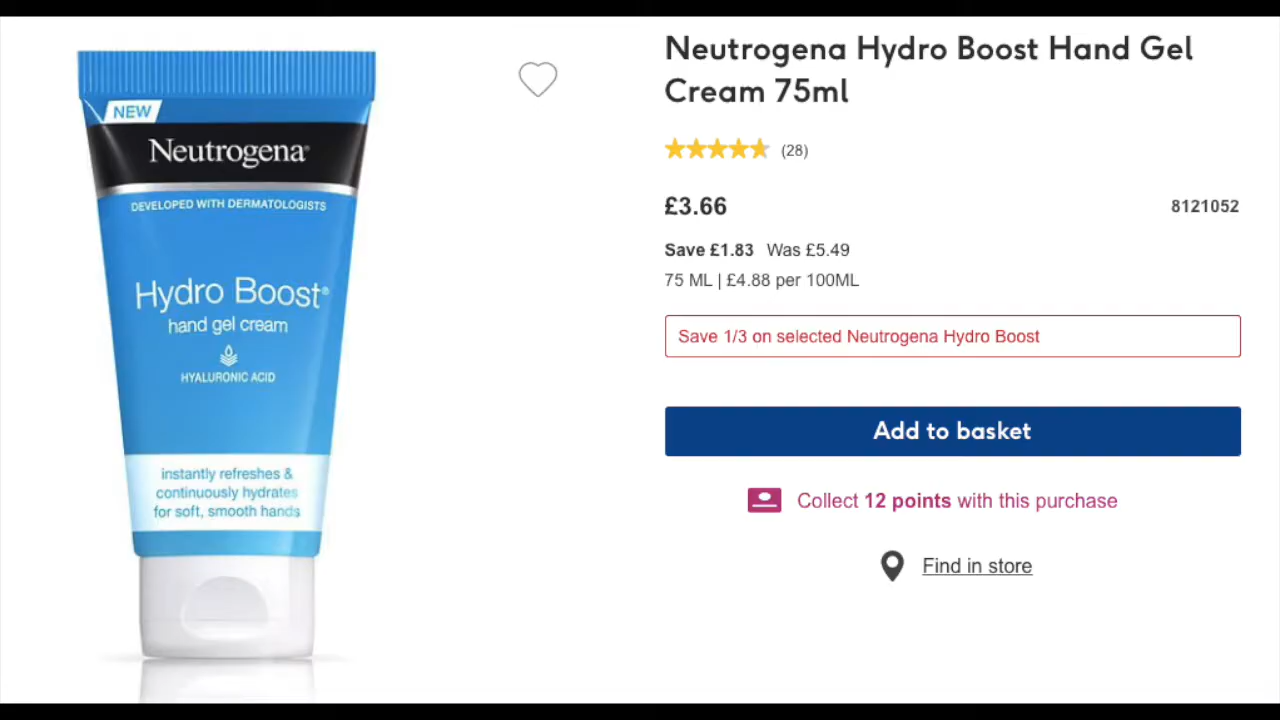 NEW
Neutrogena®
DEVELOPED WITH DERMATOLOGISTS
Hydro Boost®
hand gel cream
HYALURONIC ACID
instantly refreshes &
continuously hydrates
for soft, smooth hands
Neutrogena Hydro Boost Hand Gel
Cream 75ml
(28)
£3.66 8121052
Save £1.83 Was £5.49
75 ML | £4.88 per 100ML
Save 1/3 on selected Neutrogena Hydro Boost
Add to basket
Collect 12 points with this purchase
Find in store